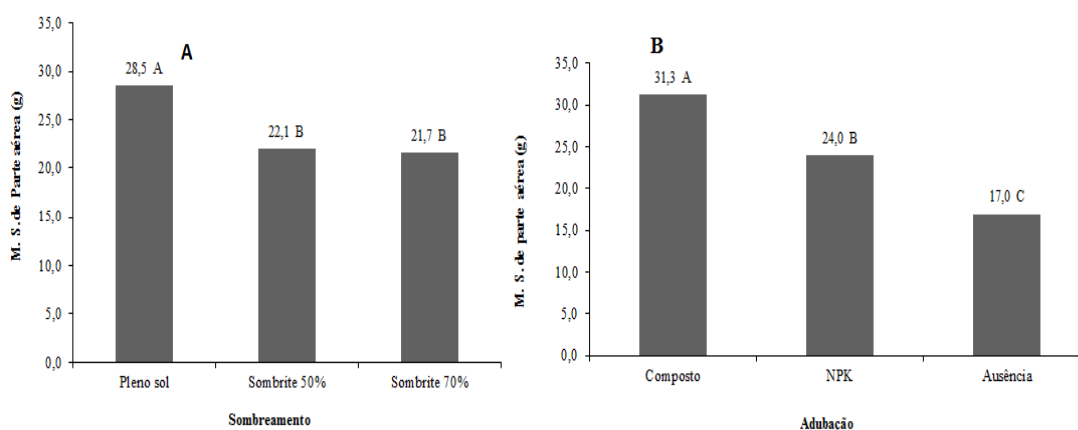 A
M. S. de Parte aérea (g)
35,0
30,0
25,0
20,0
15,0
10,0
5,0
0,0
28,5 A
22,1 B
21,7 B
Pleno sol
Sombrite 50%
Sombrite 70%
Sombreamento
B
M. S. de parte aérea (g)
35,0
30,0
25,0
20,0
15,0
10,0
5,0
0,0
31,3 A
24,0 B
17,0 C
Composto
NPK
Ausência
Adubação